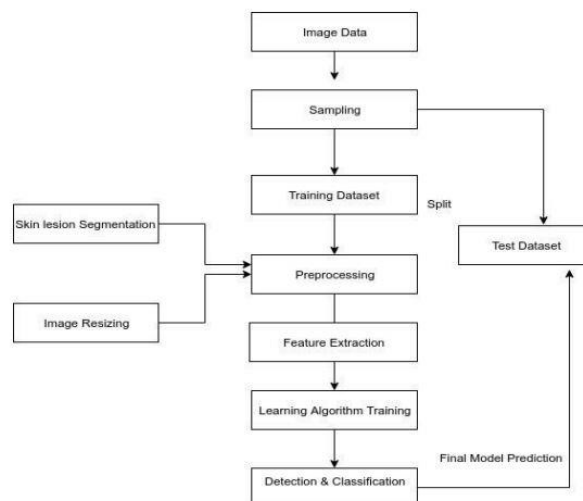 Image Data
Sampling
Training Dataset
Split
Skin lesion Segmentation
Test Dataset
Preprocessing
Image Resizing
Feature Extraction
Learning Algorithm Training
Final Model Prediction
Detection & Classification